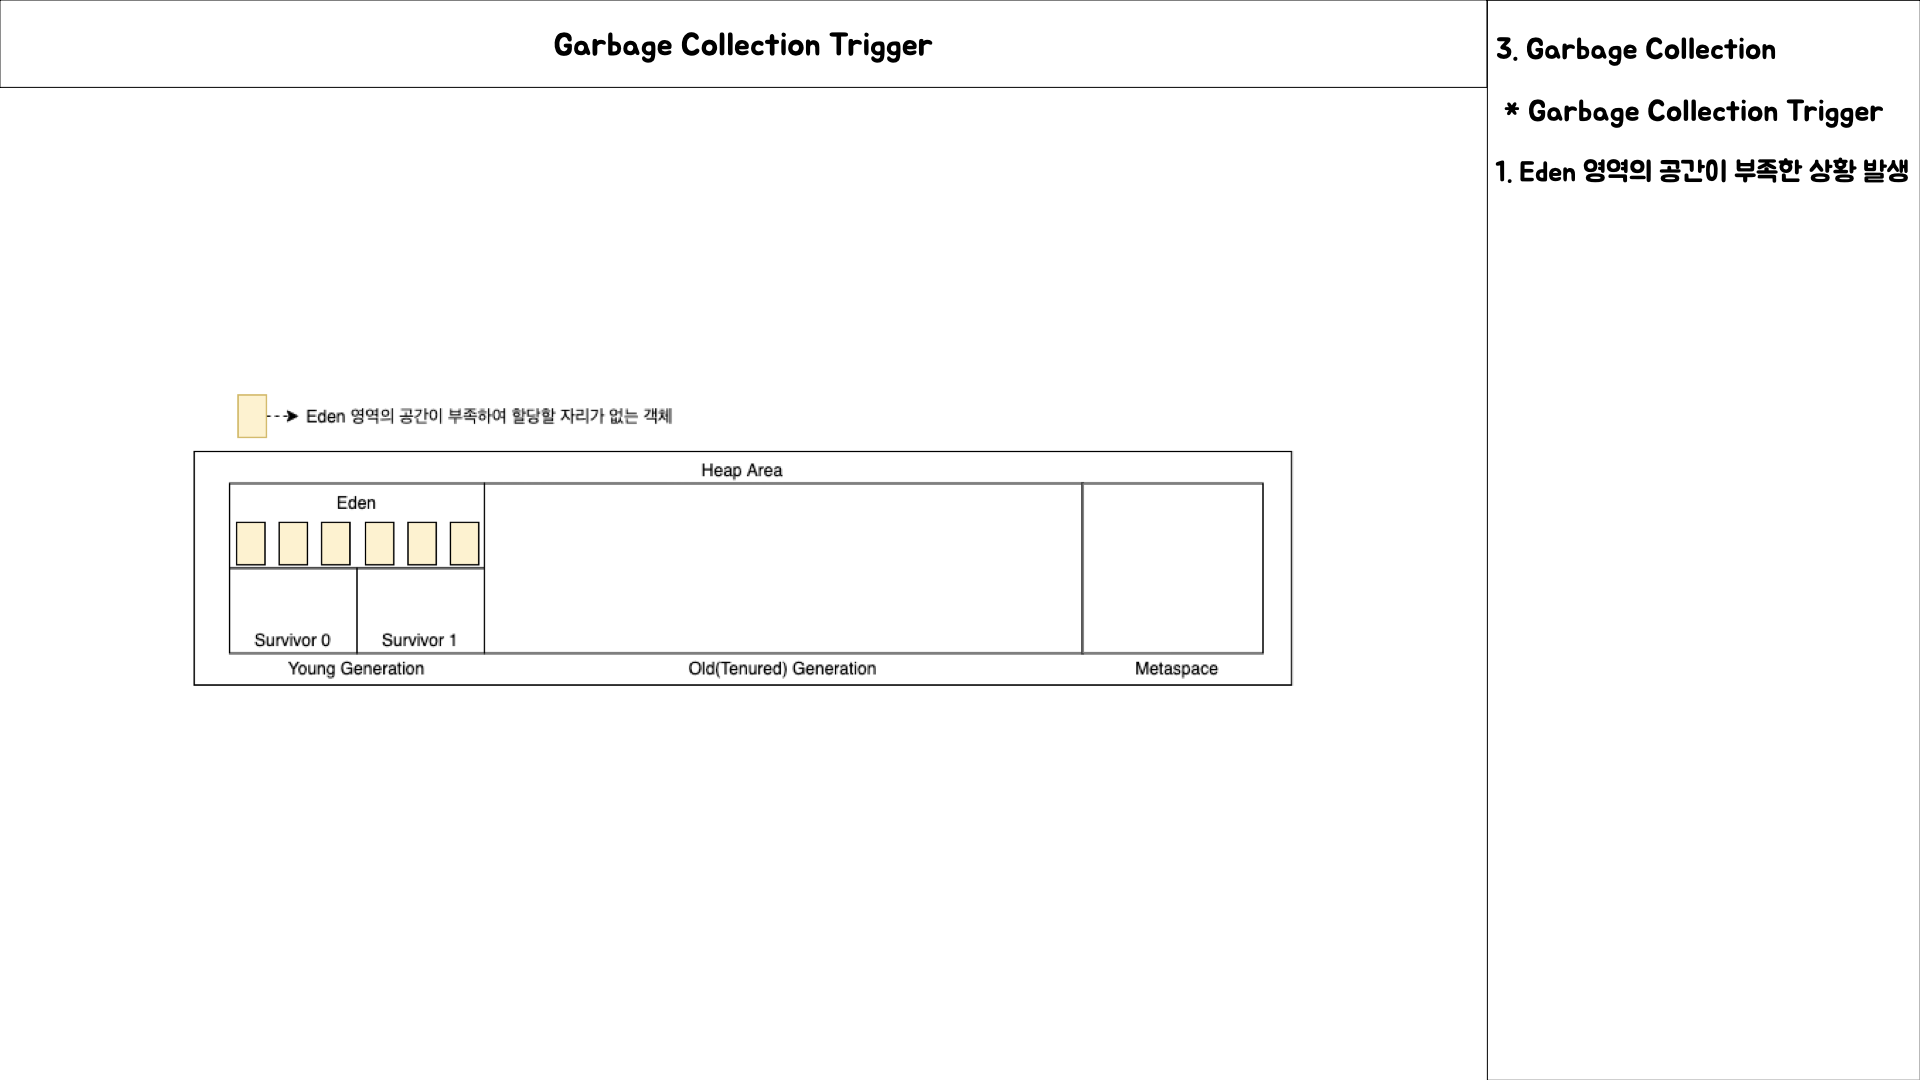 Garbage Collection Trigger
Eden 영역의 공간이 부족하여 할당할 자리가 없는 객체
Heap Area
Eden
Survivor 0
Survivor 1
Young Generation
Old(Tenured) Generation
Metaspace
3. Garbage Collection
* Garbage Collection Trigger
1. Eden 영역의 공간이 부족한 상황 발생